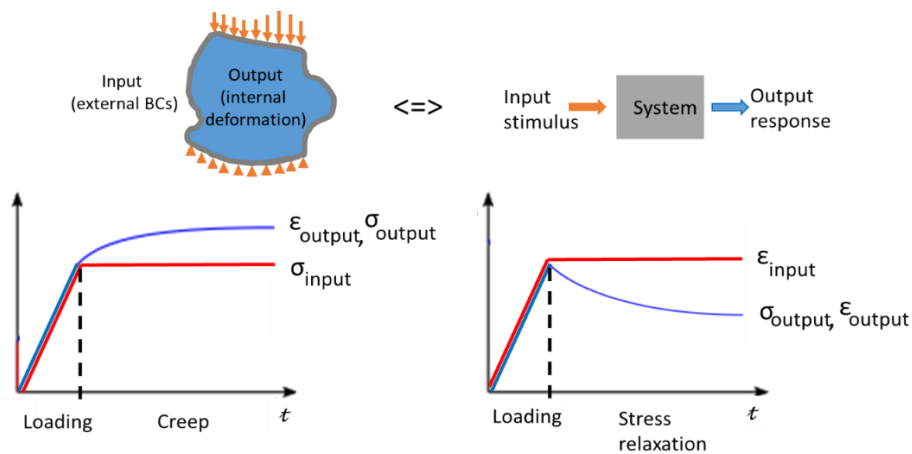 Input
(external BCs)
Output
(internal
deformation)
<=>
Input
stimulus
System
Output
response
εoutput, σoutput
σinput
Loading
Creep
t
εinput
σoutput, εoutput
Loading
Stress
relaxation
t